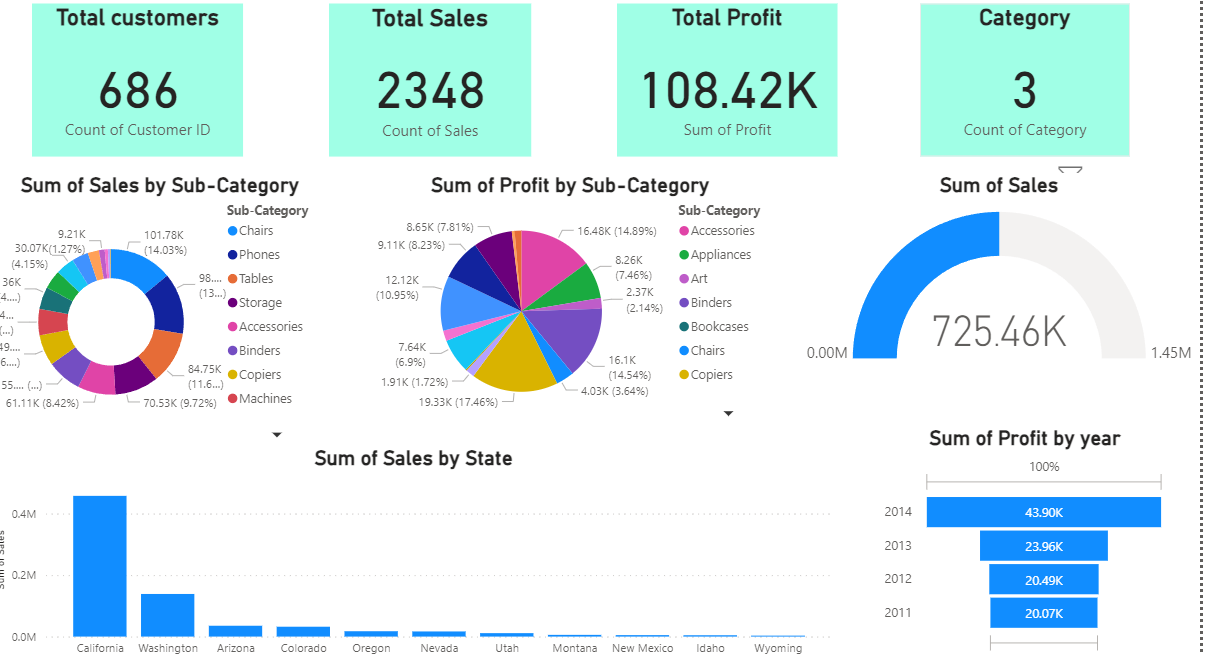 Total customers
686
Count of Customer ID
Total Sales
2348
Count of Sales
Total Profit
108.42K
Sum of Profit
Category
3
Count of Category
Sum of Sales by Sub-Category
9.21K
(1.27%)
30.07K
(4.15%)
36K
(4....)
4...
(...)
49...
6....)
55.... (...)
61.11K (8.42%)
70.53K (9.72%)
84.75K
(11.6...)
98....
(13...)
101.78K
(14.03%)
Sub-Category
Chairs
Phones
Tables
Storage
Accessories
Binders
Copiers
Machines
Sum of Profit by Sub-Category
8.65K (7.81%)
9.11K (8.23%)
12.12K
(10.95%)
7.64K
(6.9%)
1.91K (1.72%)
19.33K (17.46%)
4.03K (3.64%)
16.1K
(14.54%)
2.37K
(2.14%)
8.26K
(7.46%)
16.48K (14.89%)
Sub-Category
Accessories
Appliances
Art
Binders
Bookcases
Chairs
Copiers
Sum of Sales
725.46K
0.00M
1.45M
Sum of Sales by State
Sum of Sales
0.4M
0.2M
0.0M
California
Washington
Arizona
Colorado
Oregon
Nevada
Utah
Montana
New Mexico
Idaho
Wyoming
Sum of Profit by year
100%
2014
43.90K
2013
23.96K
2012
20.49K
2011
20.07K